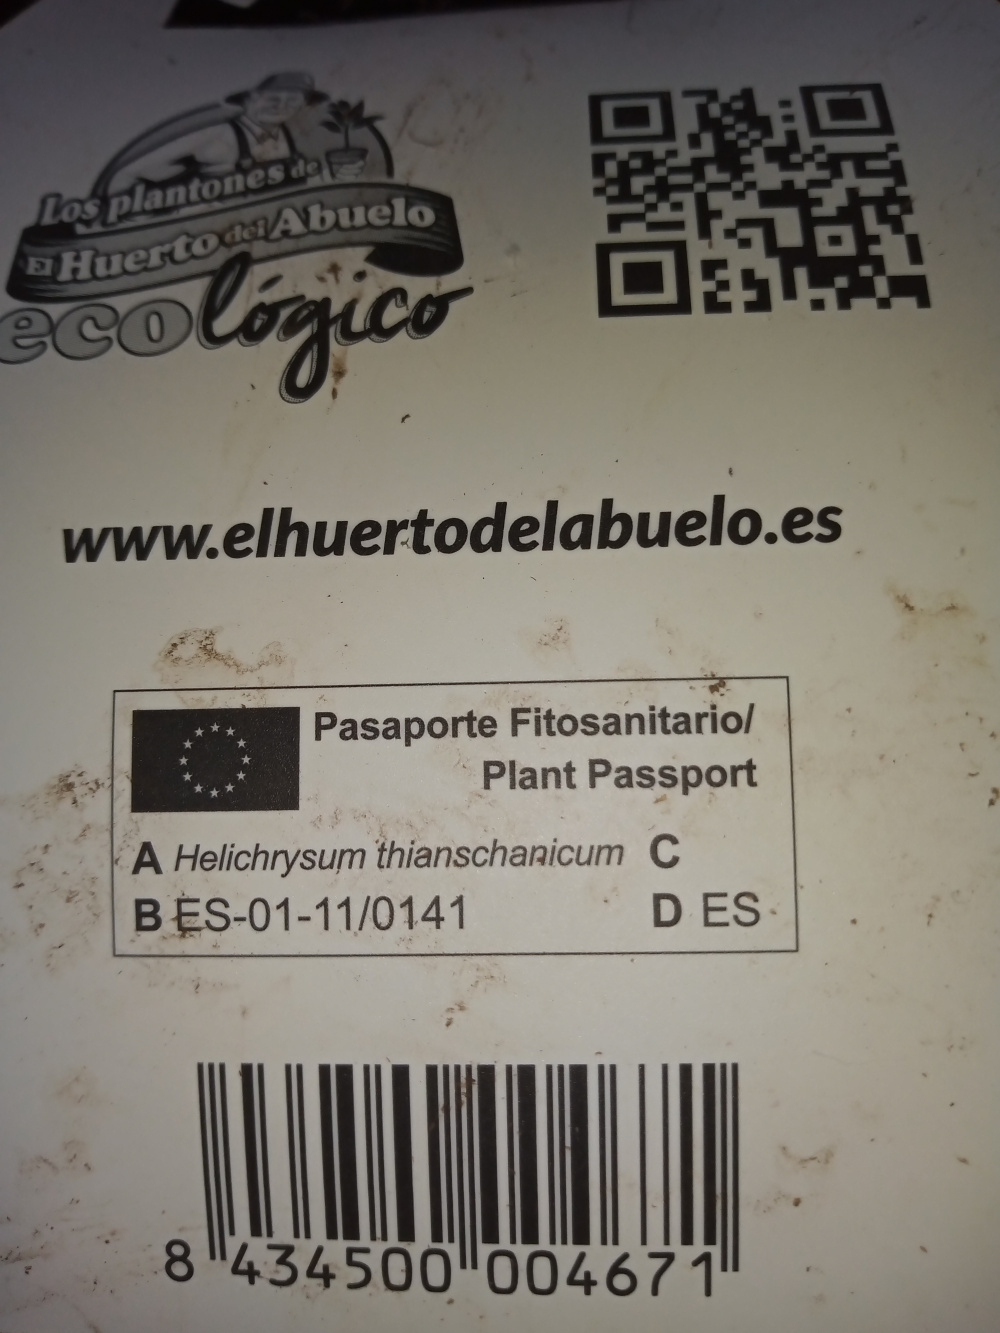 Los plantones de
El Huerto del Abuelo
ecológico
www.elhuertodelabuelo.es
Pasaporte Fitosanitario/
Plant Passport
A Helichrysum thianschanicum C
B ES-01-11/0141 D ES
8 434500 004671